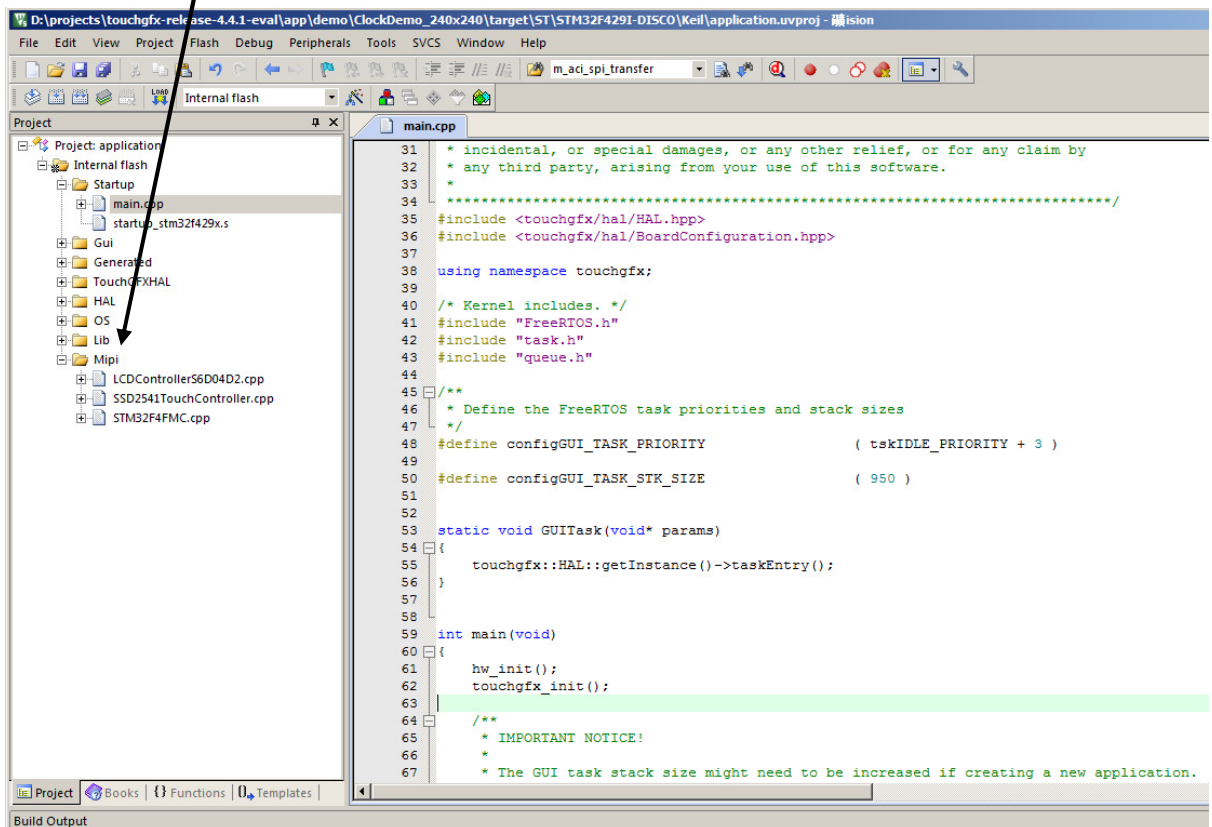 D:\projects\touchgfx-release-4.4.1-eval\app\demo\ClockDemo_240x240\target\ST\STM32F429I-DISCO\Keil\application.uvproj - 礦ision
File Edit View Project Flash Debug Peripherals Tools SVCS Window Help
m_aci_spi_transfer
LOAD Internal flash
Project
Project: application
Internal flash
Startup
main.cpp
startup_stm32f429x.s
Gui
Generated
TouchGFXHAL
HAL
OS
Lib
Mipi
LCDControllerS6D04D2.cpp
SSD2541TouchController.cpp
STM32F4FMC.cpp
Project Books {} Functions 0 Templates
main.cpp
31 * incidental, or special damages, or any other relief, or for any claim by
32 * any third party, arising from your use of this software.
33 *
34 ******************************************************************************/
35 #include <touchgfx/hal/HAL.hpp>
36 #include <touchgfx/hal/BoardConfiguration.hpp>
37
38 using namespace touchgfx;
39
40 /* Kernel includes. */
41 #include "FreeRTOS.h"
42 #include "task.h"
43 #include "queue.h"
44
45 /**
46 * Define the FreeRTOS task priorities and stack sizes
47 */
48 #define configGUI_TASK_PRIORITY ( tskIDLE_PRIORITY + 3 )
49
50 #define configGUI_TASK_STK_SIZE ( 950 )
51
52
53 static void GUITask(void* params)
54 {
55 touchgfx::HAL::getInstance()->taskEntry();
56 }
57
58
59 int main(void)
60 {
61 hw_init();
62 touchgfx_init();
63
64 /**
65 * IMPORTANT NOTICE!
66 *
67 * The GUI task stack size might need to be increased if creating a new application.
Build Output